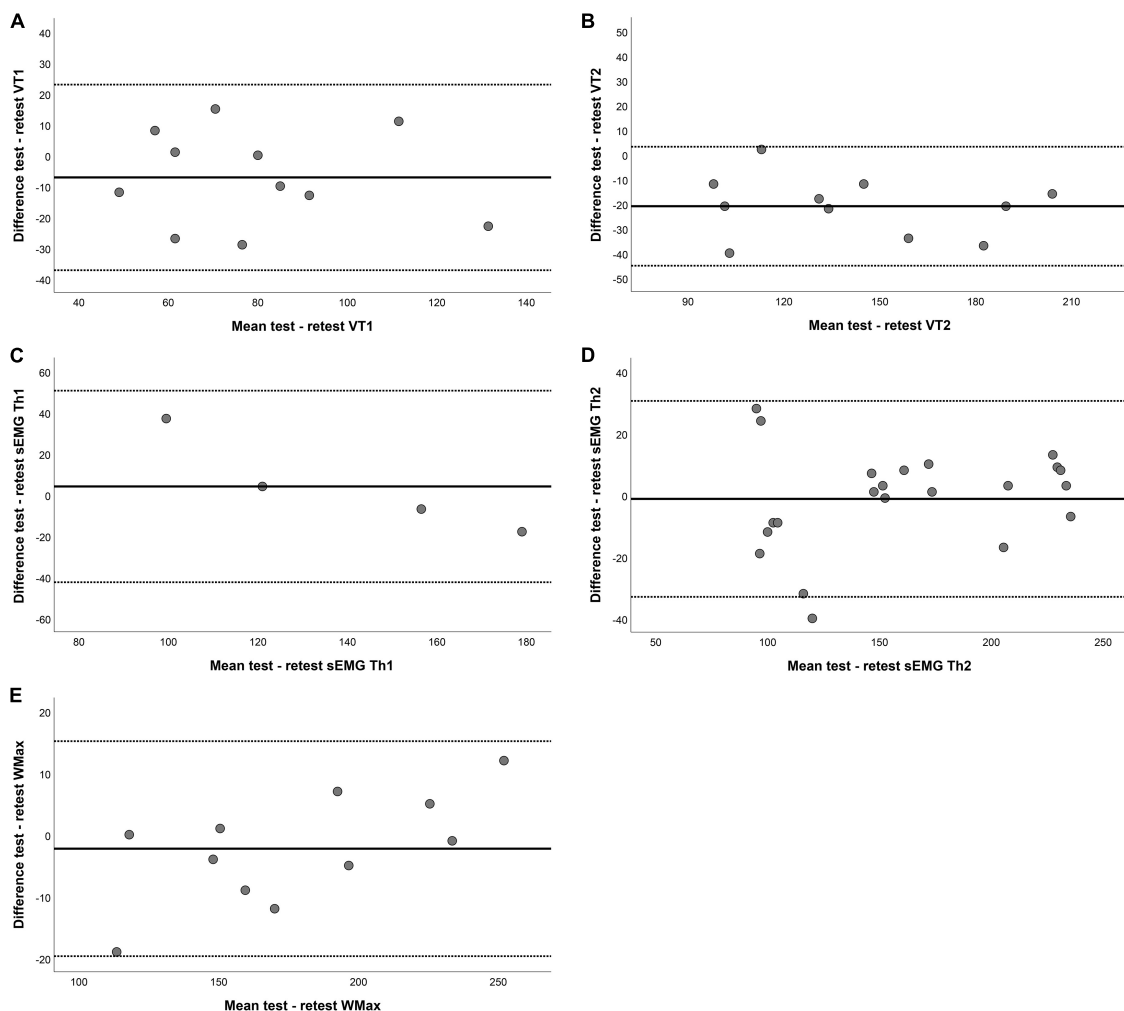 A
Difference test - retest VT1
40
30
20
10
0
-10
-20
-30
-40
40 60 80 100 120 140
Mean test - retest VT1
B
Difference test - retest VT2
50
40
30
20
10
0
-10
-20
-30
-40
-50
90 120 150 180 210
Mean test - retest VT2
C
Difference test - retest sEMG Th1
60
40
20
0
-20
-40
-60
80 100 120 140 160 180
Mean test - retest sEMG Th1
D
Difference test - retest sEMG Th2
40
20
0
-20
-40
50 100 150 200 250
Mean test - retest sEMG Th2
E
Difference test - retest WMax
20
10
0
-10
-20
100 150 200 250
Mean test - retest WMax